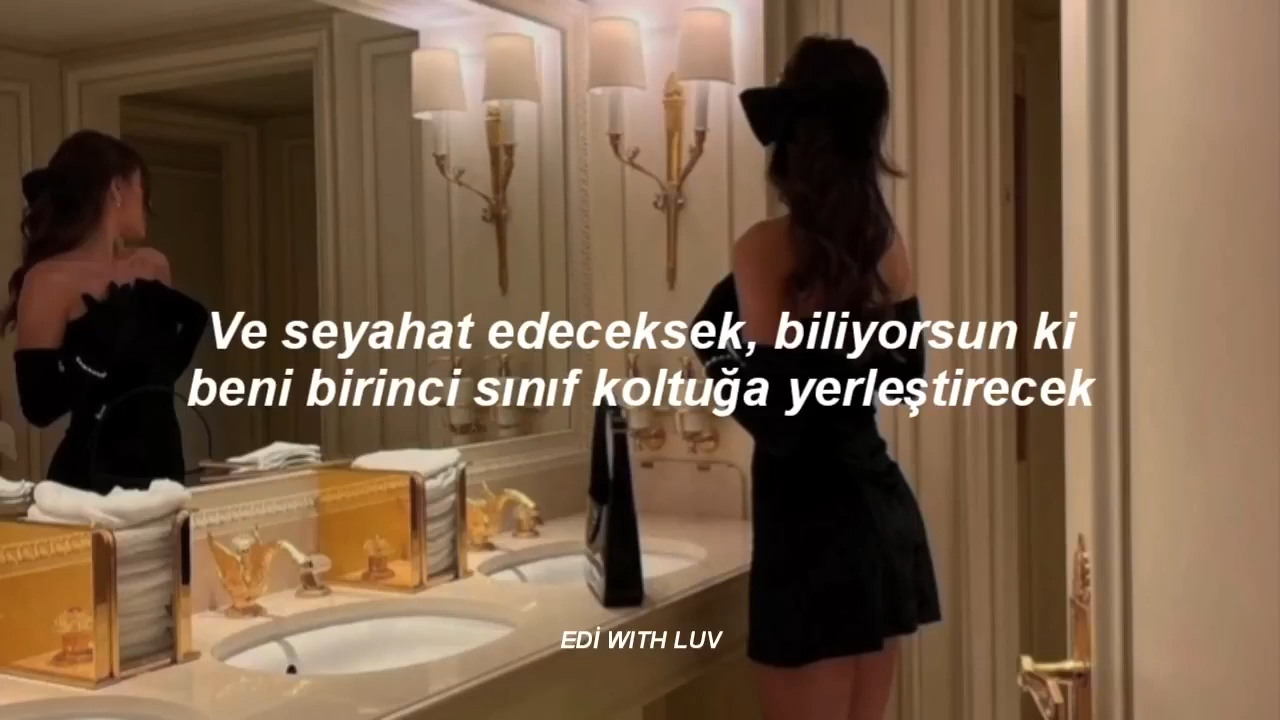 Ve seyahat edeceksek, biliyorsun ki
beni birinci sınıf koltuğa yerleştirecek
EDİ WITH LUV